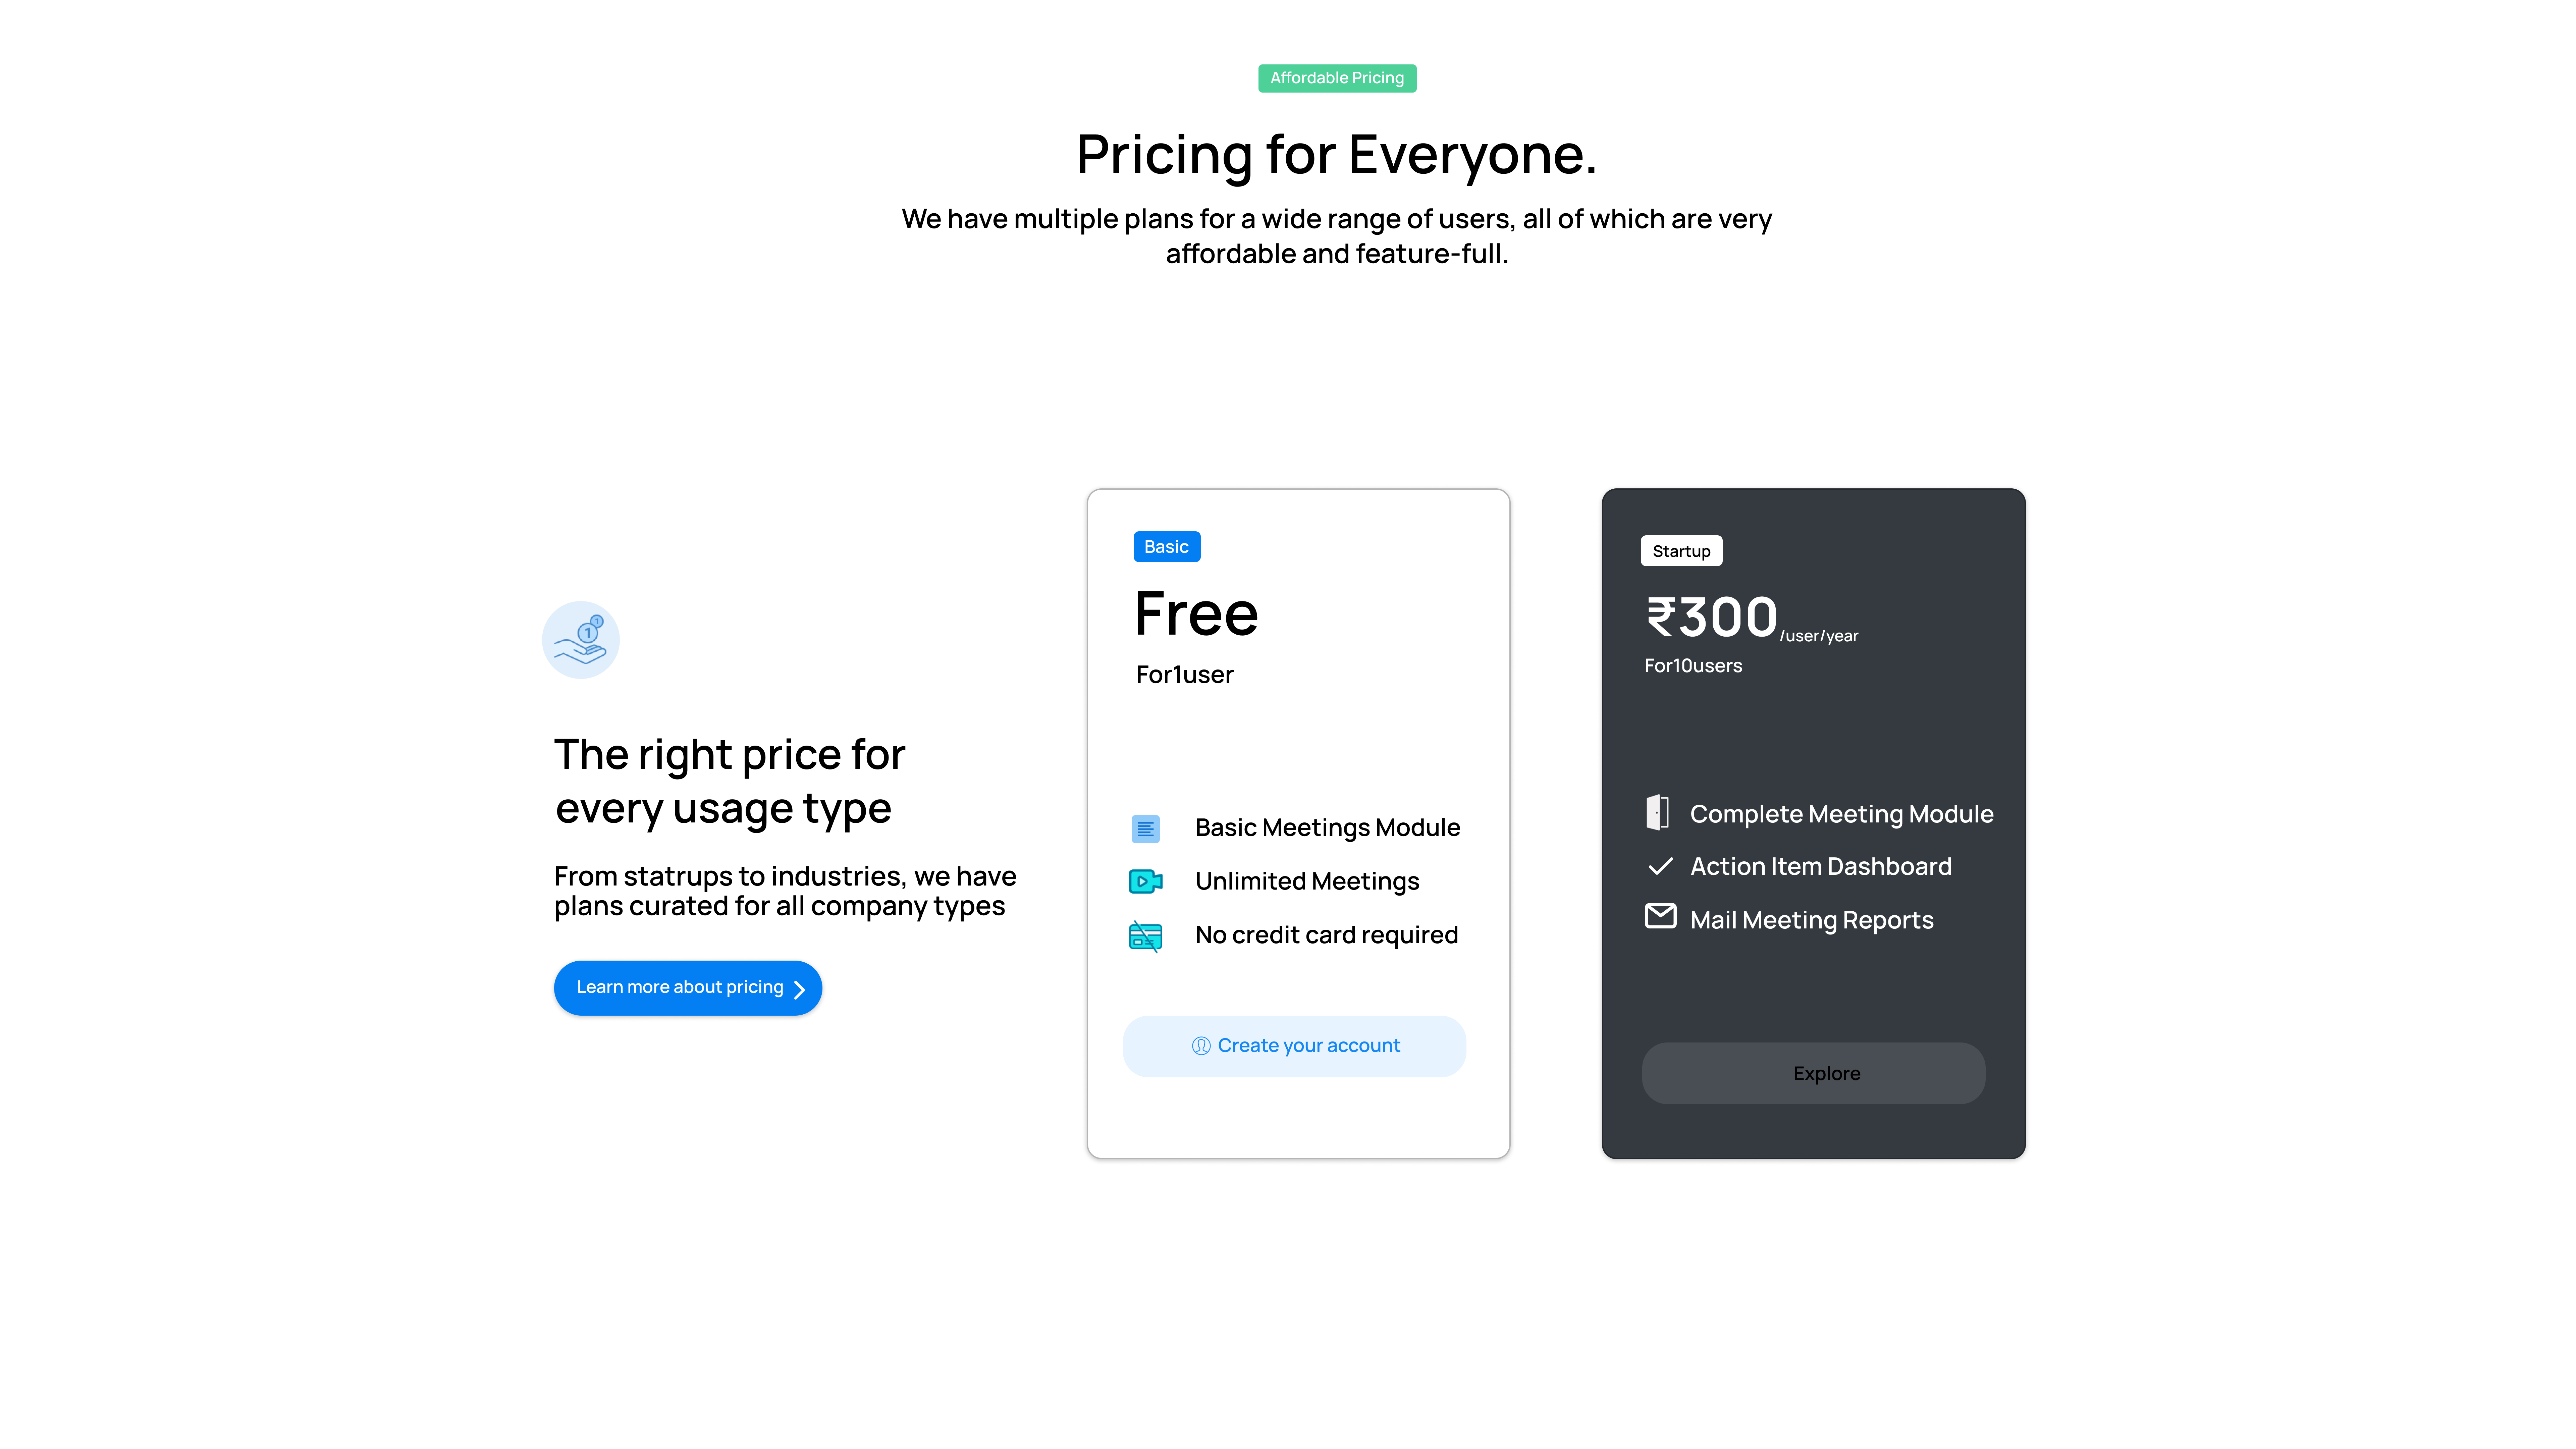 Affordable Pricing
Pricing for Everyone.
We have multiple plans for a wide range of users, all of which are very
affordable and feature-full.
The right price for
every usage type
From statrups to industries, we have
plans curated for all company types
Learn more about pricing
Basic
Free
For1user
Basic Meetings Module
Unlimited Meetings
No credit card required
Create your account
Startup
₹300/user/year
For10users
Complete Meeting Module
Action Item Dashboard
Mail Meeting Reports
Explore